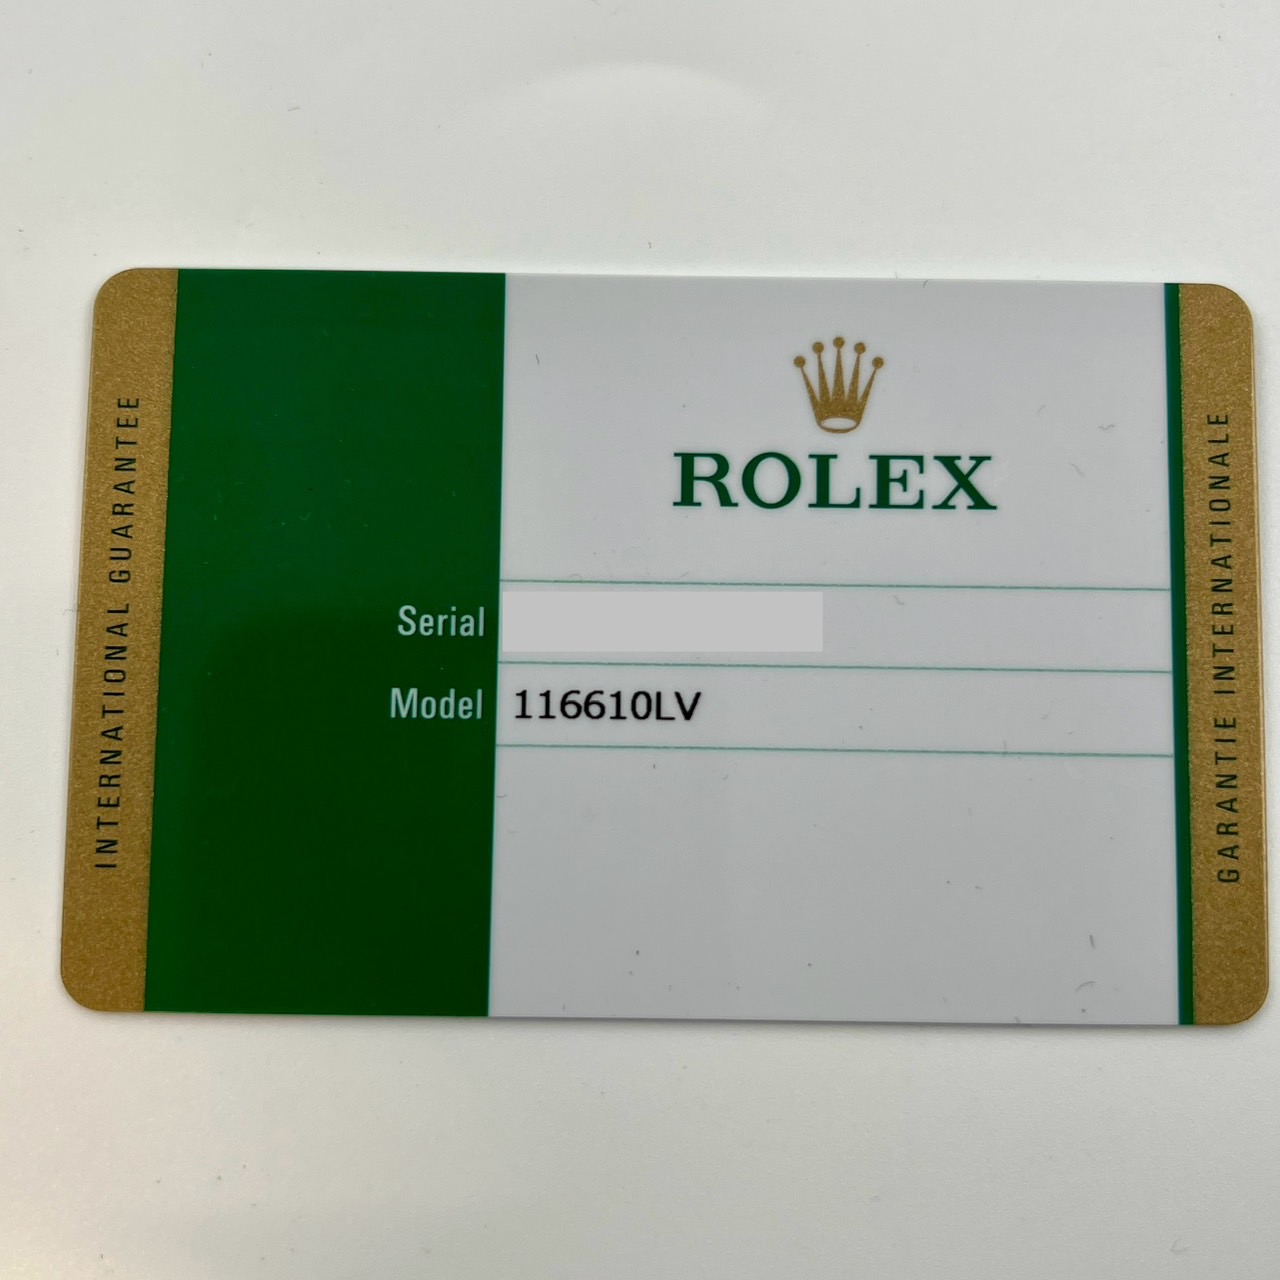 INTERNATIONAL GUARANTEE
ROLEX
Serial
Model 116610LV
GARANTIE INTERNATIONALE